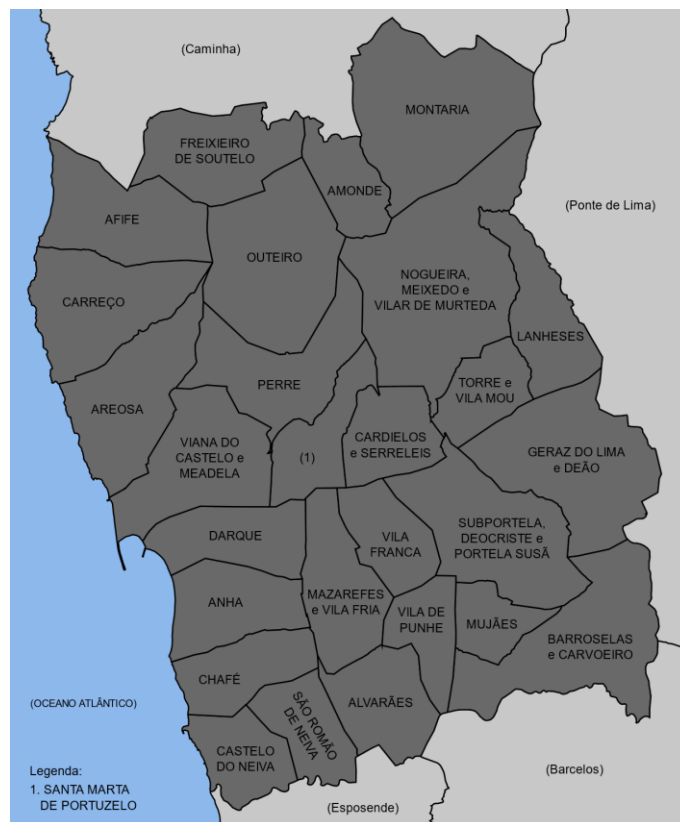 (Caminha)
MONTARIA
FREIXIEIRO
DE SOUTELO
AMONDE
(Ponte de Lima)
AFIFE
OUTEIRO
NOGUEIRA,
MEIXEDO e
VILAR DE MURTEDA
CARREÇO
LANHESES
PERRE
TORRE e
VILA MOU
AREOSA
VIANA DO
CASTELO e
MEADELA
(1)
CARDIELOS
e SERRELEIS
GERAZ DO LIMA
e DEÃO
DARQUE
VILA
FRANCA
SUBPORTELA,
DEOCRISTE e
PORTELA SUSÃ
ANHA
MAZAREFES
e VILA FRIA
VILA DE
PUNHE
MUJÃES
BARROSELAS
e CARVOEIRO
CHAFÉ
(OCEANO ATLÂNTICO)
SÃO ROMÃO
DE NEIVA
ALVARÃES
CASTELO
DO NEIVA
Legenda:
1. SANTA MARTA
DE PORTUZELO
(Barcelos)
(Esposende)